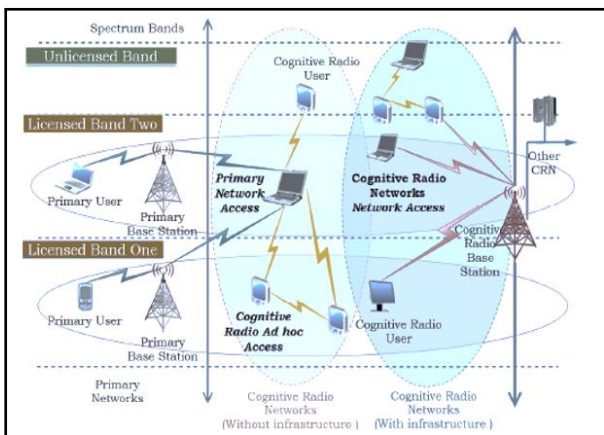 Spectrum Bands
Unlicensed Band
Cognitive Radio
User
Licensed Band Two
Other
CRN
Primary
Network
Access
Cognitive Radio
Networks
Network Access
Primary User
Primary
Base Station
Cognitive
Radio
Base
Station
Licensed Band One
Primary User
Primary
Base Station
Cognitive
Radio Ad hoc
Access
Cognitive Radio
User
Primary
Networks
Cognitive Radio
Networks
(Without infrastructure)
Cognitive Radio
Networks
(With infrastructure)